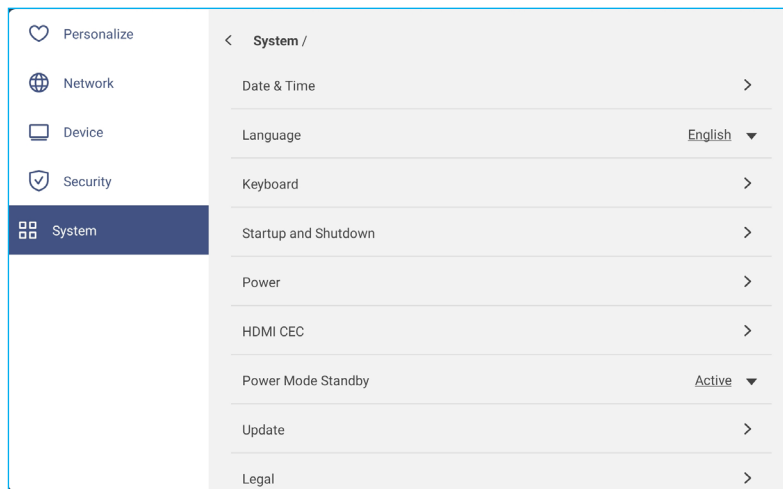 Personalize
Network
Device
Security
System
System /
Date & Time
Language English
Keyboard
Startup and Shutdown
Power
HDMI CEC
Power Mode Standby Active
Update
Legal